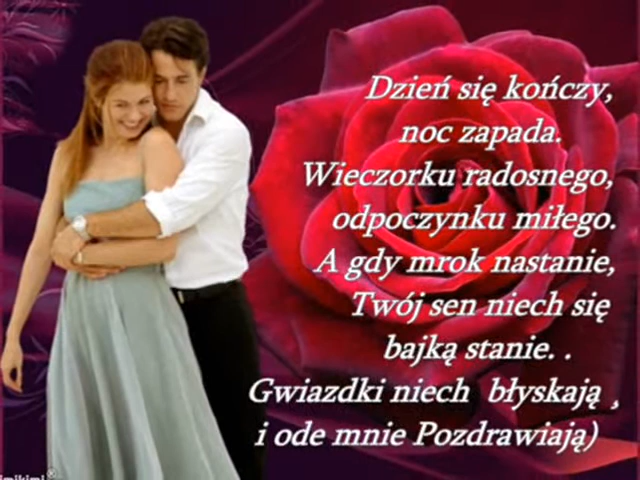 Dzień się kończy,
noc zapada.
Wieczorku radosnego,
odpoczynku miłego.
A gdy mrok nastanie,
Twój sen niech się
bajką stanie. .
Gwiazdki niech błyskają ,
i ode mnie Pozdrawiają)